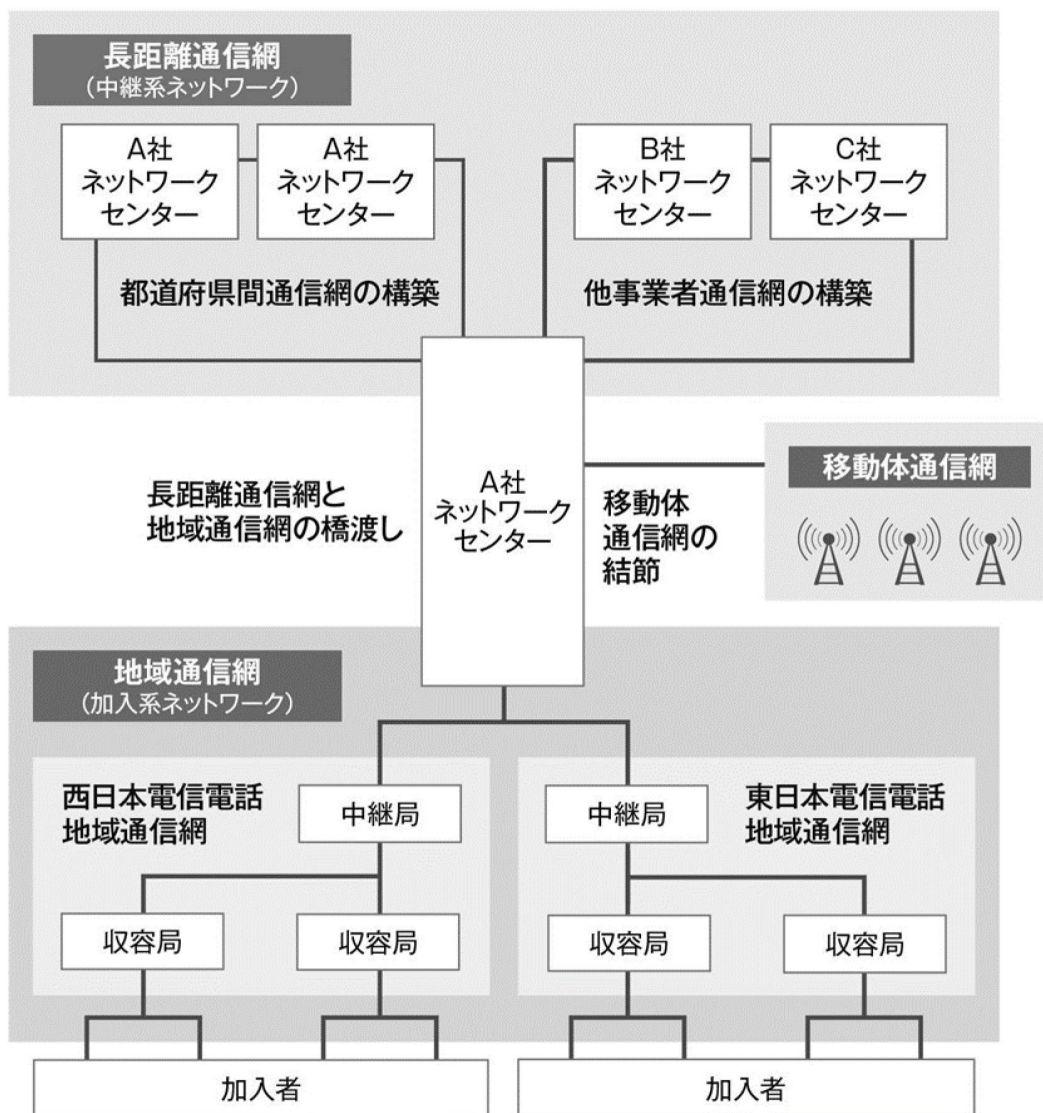 長距離通信網
（中継系ネットワーク）
A社
ネットワーク
センター
A社
ネットワーク
センター
B社
ネットワーク
センター
C社
ネットワーク
センター
都道府県間通信網の構築
他事業者通信網の構築
長距離通信網と
地域通信網の橋渡し
A社
ネットワーク
センター
移動体
通信網の
結節
移動体通信網
地域通信網
（加入系ネットワーク）
西日本電信電話
地域通信網
中継局
収容局
収容局
中継局
東日本電信電話
地域通信網
収容局
収容局
加入者
加入者